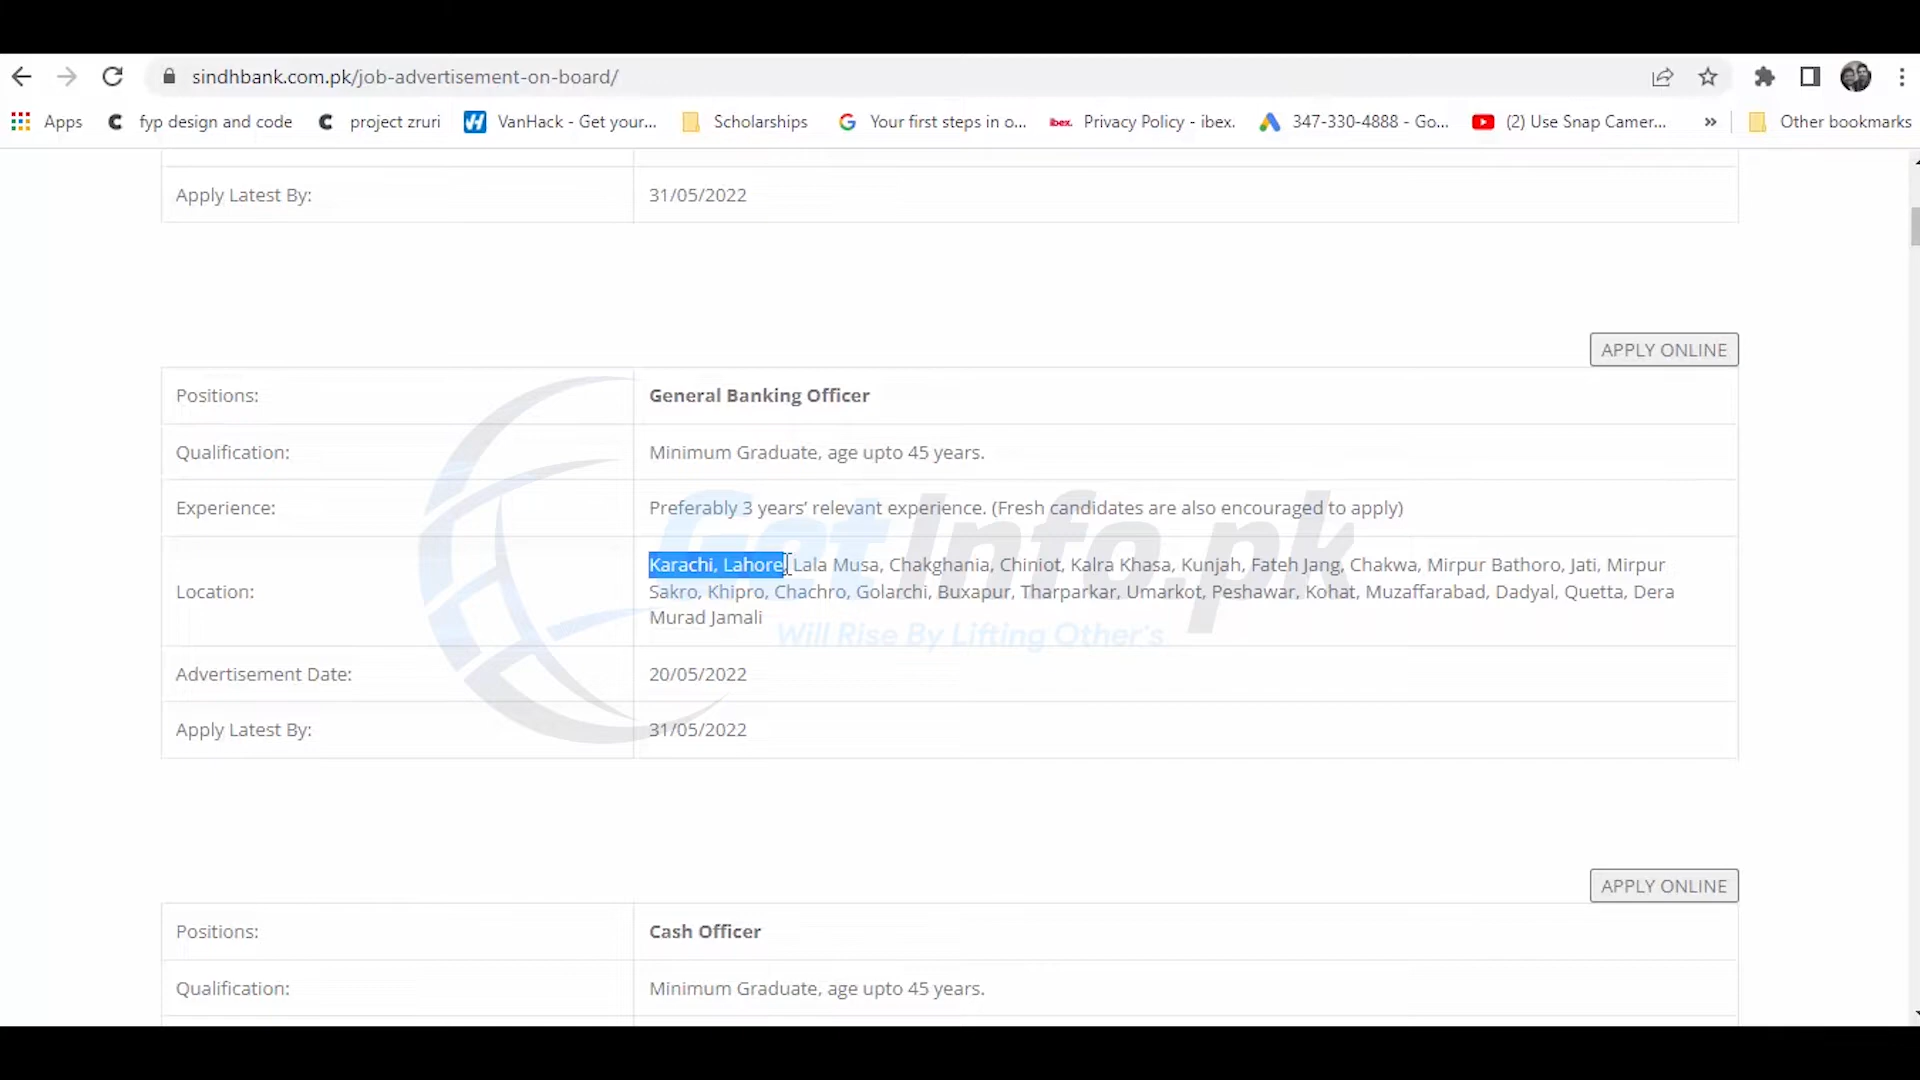 sindhbank.com.pk/job-advertisement-on-board/
Apps fyp design and code project zruri VanHack - Get your... Scholarships Your first steps in o... ibex. Privacy Policy - ibex. 347-330-4888 - Go... (2) Use Snap Camer... » Other bookmarks
Apply Latest By: 31/05/2022
APPLY ONLINE
Positions: General Banking Officer
Qualification: Minimum Graduate, age upto 45 years.
Experience: Preferably 3 years’ relevant experience. (Fresh candidates are also encouraged to apply)
GetInfo.pk
Location: Karachi, Lahore, Lala Musa, Chakghania, Chiniot, Kalra Khasa, Kunjah, Fateh Jang, Chakwa, Mirpur Bathoro, Jati, Mirpur
Sakro, Khipro, Chachro, Golarchi, Buxapur, Tharparkar, Umarkot, Peshawar, Kohat, Muzaffarabad, Dadyal, Quetta, Dera
Murad Jamali
Will Rise By Lifting Other's
Advertisement Date: 20/05/2022
Apply Latest By: 31/05/2022
APPLY ONLINE
Positions: Cash Officer
Qualification: Minimum Graduate, age upto 45 years.